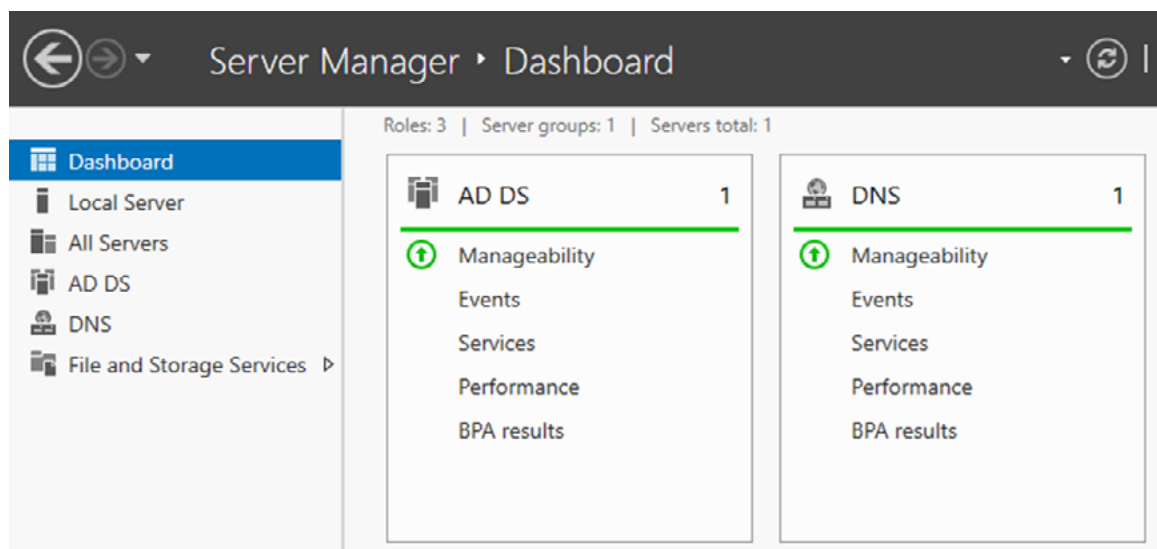 Server Manager ‣ Dashboard
Roles: 3 | Server groups: 1 | Servers total: 1
Dashboard
Local Server
All Servers
AD DS
DNS
File and Storage Services
AD DS 1
Manageability
Events
Services
Performance
BPA results
DNS 1
Manageability
Events
Services
Performance
BPA results